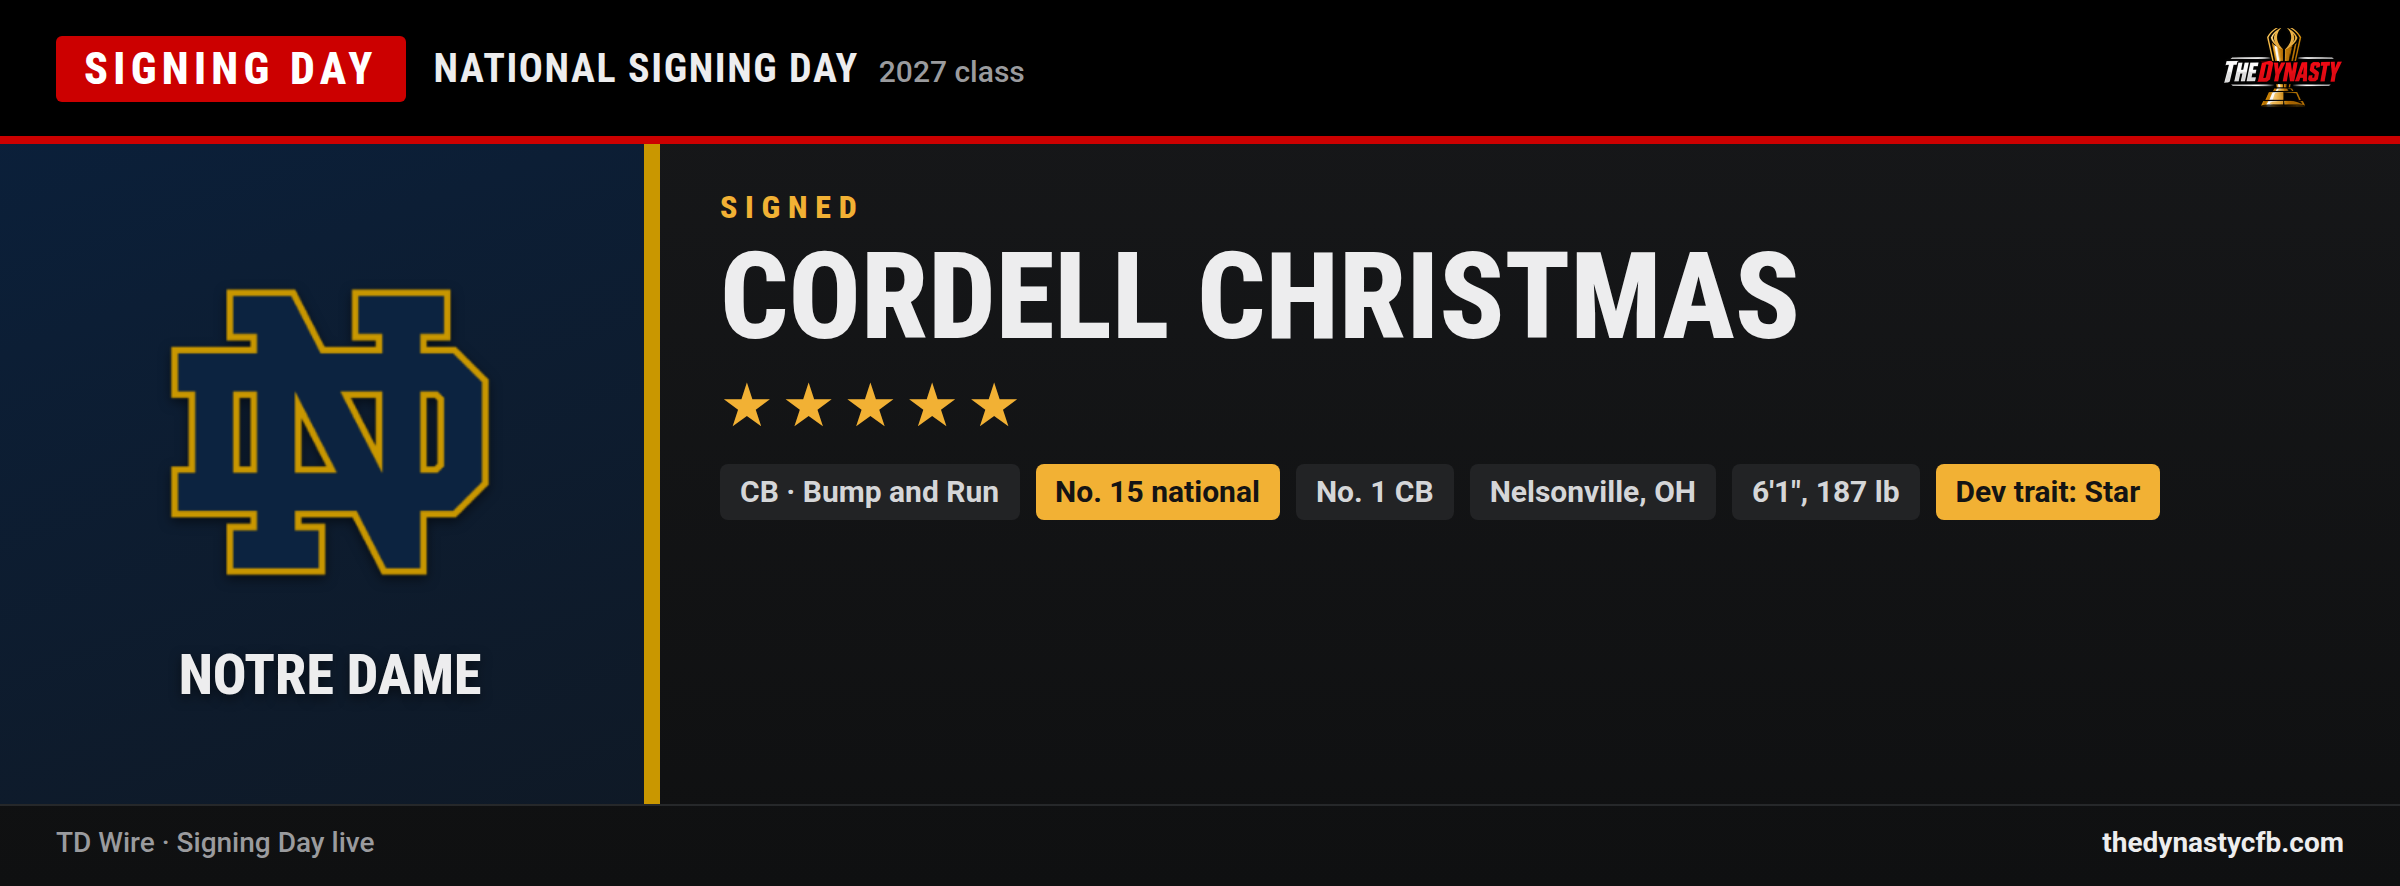 SIGNING DAY NATIONAL SIGNING DAY 2027 class
THE DYNASTY
SIGNED
CORDELL CHRISTMAS
★★★★★
CB · Bump and Run No. 15 national No. 1 CB Nelsonville, OH 6'1", 187 lb Dev trait: Star
ND
NOTRE DAME
TD Wire · Signing Day live thedynastycfb.com